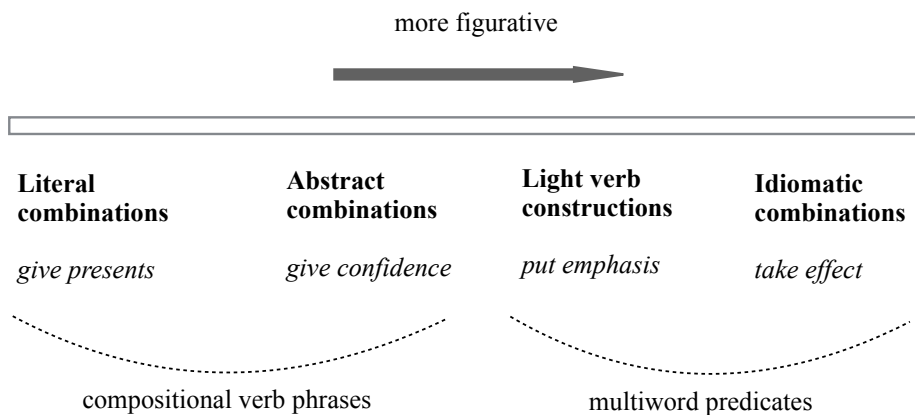 more figurative
Literal combinations
Abstract combinations
Light verb constructions
Idiomatic combinations
give presents
give confidence
put emphasis
take effect
compositional verb phrases
multiword predicates